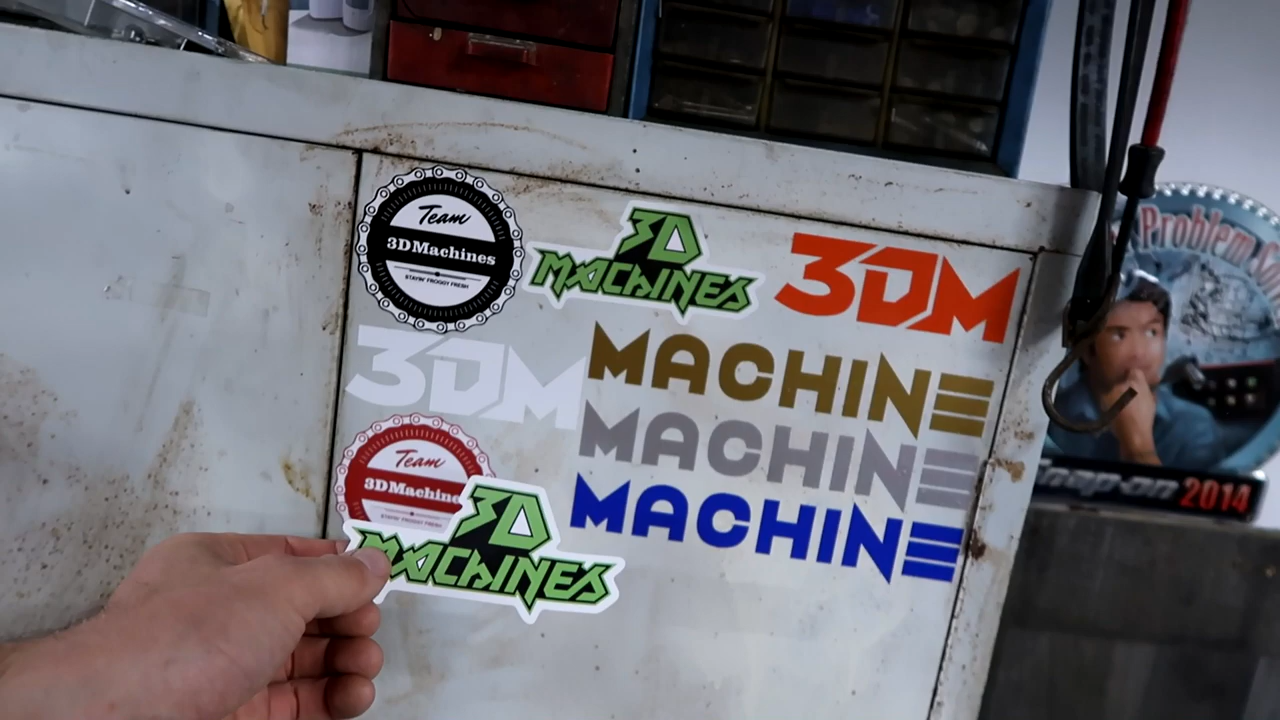 Team
3DMachines
STAYIN' FROGGY FRESH
3D
MACHINES
3DM
3DM
MACHINE
MACHINE
MACHINE
Team
3DMachine
STAYIN' FROGGY FRESH
3D
MACHINES
Problem
Snap-on 2014